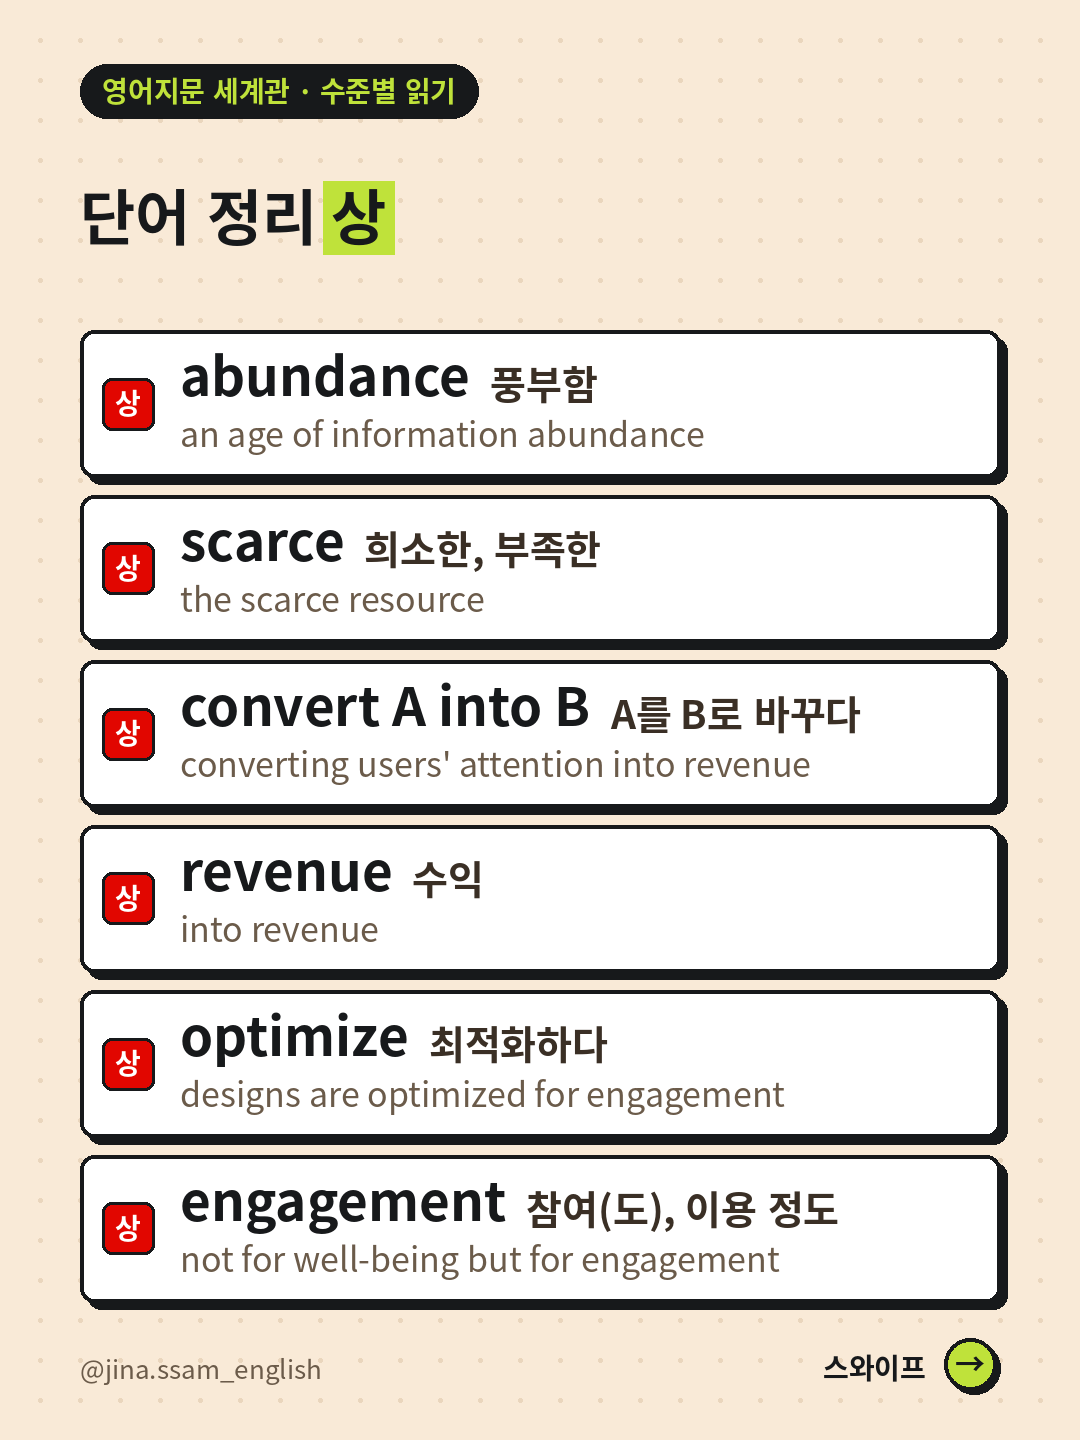 영어지문 세계관 · 수준별 읽기
단어 정리 상
상
abundance 풍부함
an age of information abundance
상
scarce 희소한, 부족한
the scarce resource
상
convert A into B A를 B로 바꾸다
converting users' attention into revenue
상
revenue 수익
into revenue
상
optimize 최적화하다
designs are optimized for engagement
상
engagement 참여(도), 이용 정도
not for well-being but for engagement
@jina.ssam_english
스와이프 →